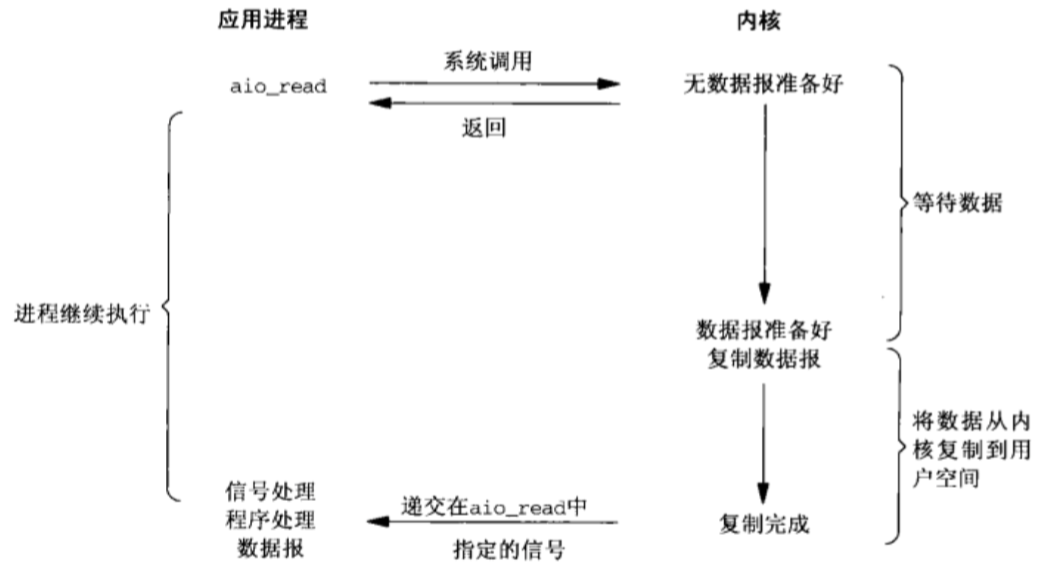 应用进程
内核
系统调用
aio_read
无数据报准备好
返回
等待数据
进程继续执行
数据报准备好
复制数据报
将数据从内
核复制到用
户空间
信号处理
程序处理
数据报
递交在aio_read中
指定的信号
复制完成